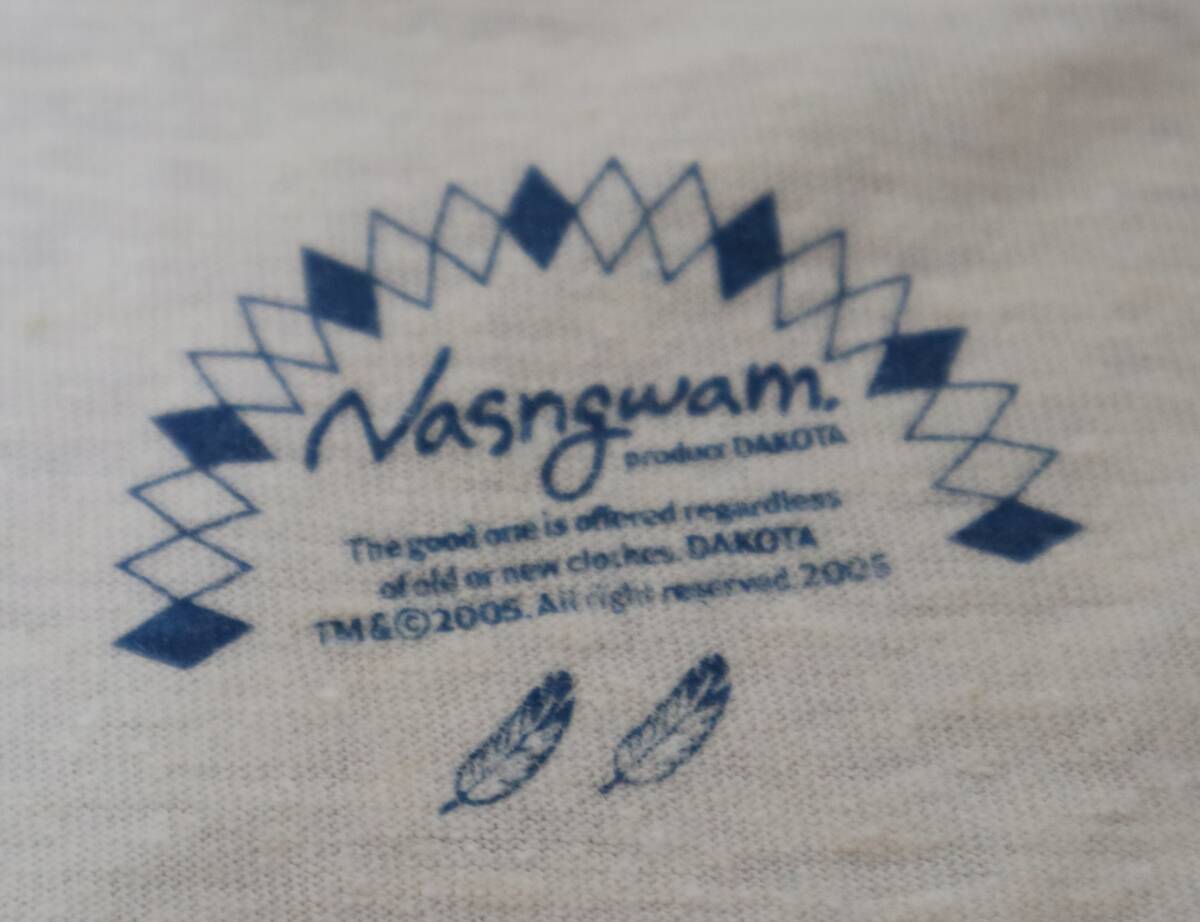 Nasngwam.
product DAKOTA
The good one is offered regardless
of old or new clothes. DAKOTA
TM & ©2005. All right reserved. 2005